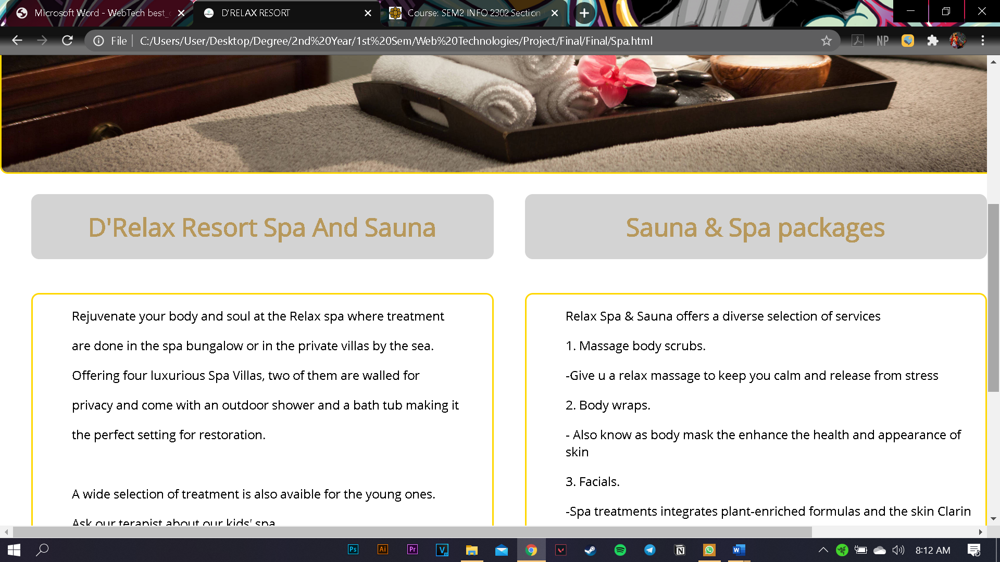 Microsoft Word - WebTech best_
D'RELAX RESORT
Course: SEM2 INFO 2302 Section
File
C:/Users/User/Desktop/Degree/2nd%20Year/1st%20Sem/Web%20Technologies/Project/Final/Final/Spa.html
NP
D'Relax Resort Spa And Sauna
Rejuvenate your body and soul at the Relax spa where treatment
are done in the spa bungalow or in the private villas by the sea.
Offering four luxurious Spa Villas, two of them are walled for
privacy and come with an outdoor shower and a bath tub making it
the perfect setting for restoration.
A wide selection of treatment is also avaible for the young ones.
Ask our terapist about our kids' spa
Sauna & Spa packages
Relax Spa & Sauna offers a diverse selection of services
1. Massage body scrubs.
-Give u a relax massage to keep you calm and release from stress
2. Body wraps.
- Also know as body mask the enhance the health and appearance of
skin
3. Facials.
-Spa treatments integrates plant-enriched formulas and the skin Clarin
Ps
Ai
Pr
V
N
W
8:12 AM